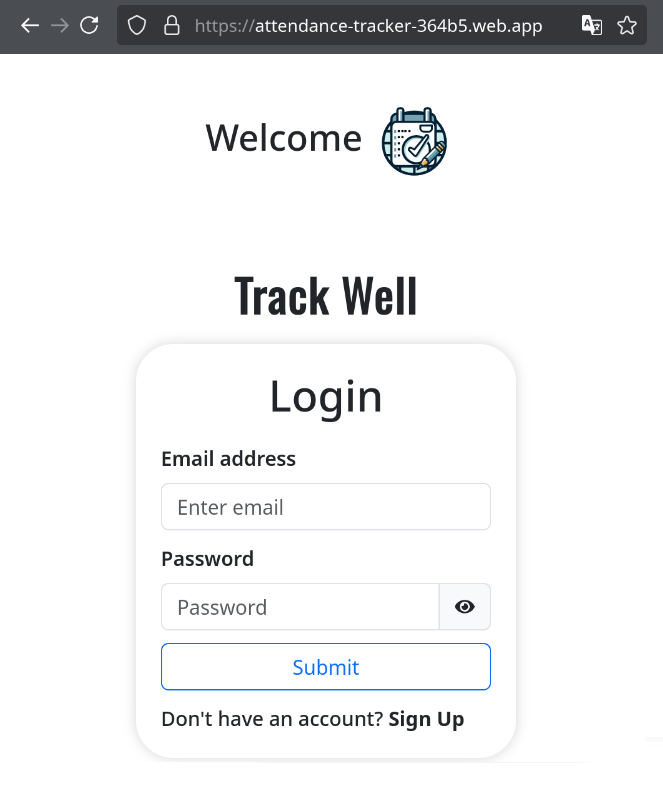 https://attendance-tracker-364b5.web.app
Welcome
Track Well
Login
Email address
Enter email
Password
Password
Submit
Don't have an account? Sign Up